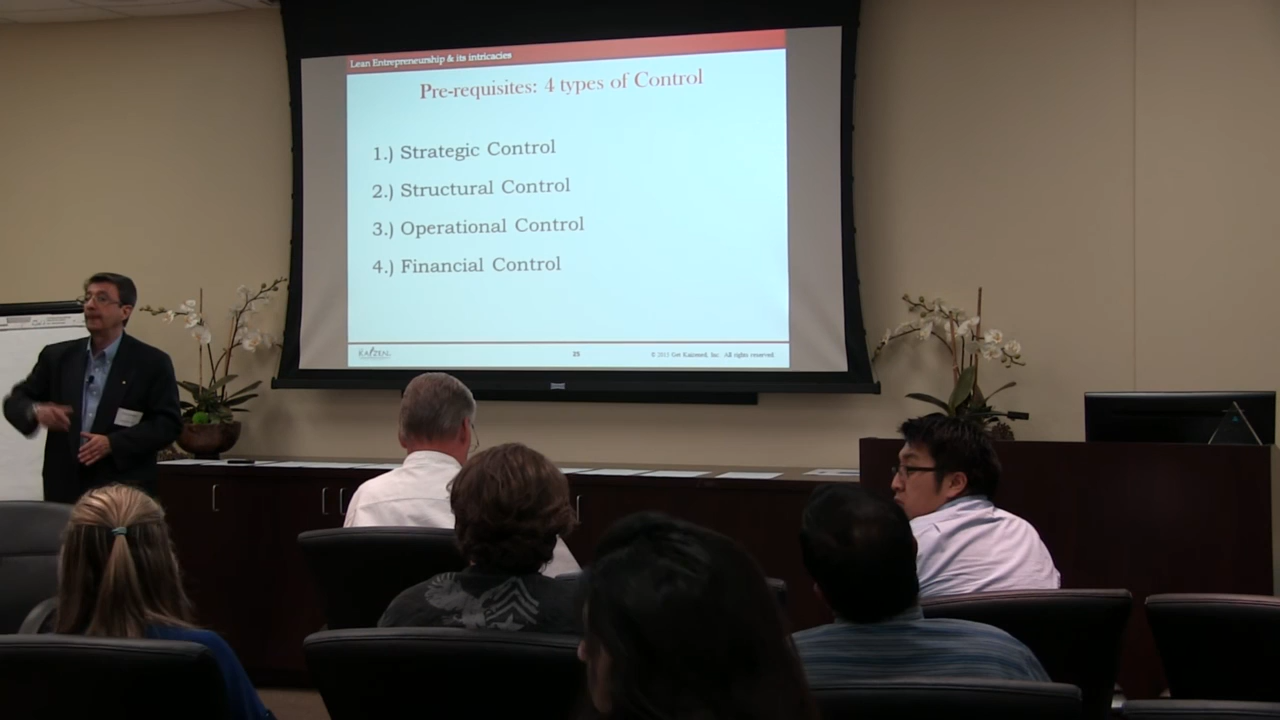 Lean Entrepreneurship & its intricacies
Pre-requisites: 4 types of Control
1.) Strategic Control
2.) Structural Control
3.) Operational Control
4.) Financial Control
KAIZEN
25
© 2013 Get Kaizened, Inc. All rights reserved.